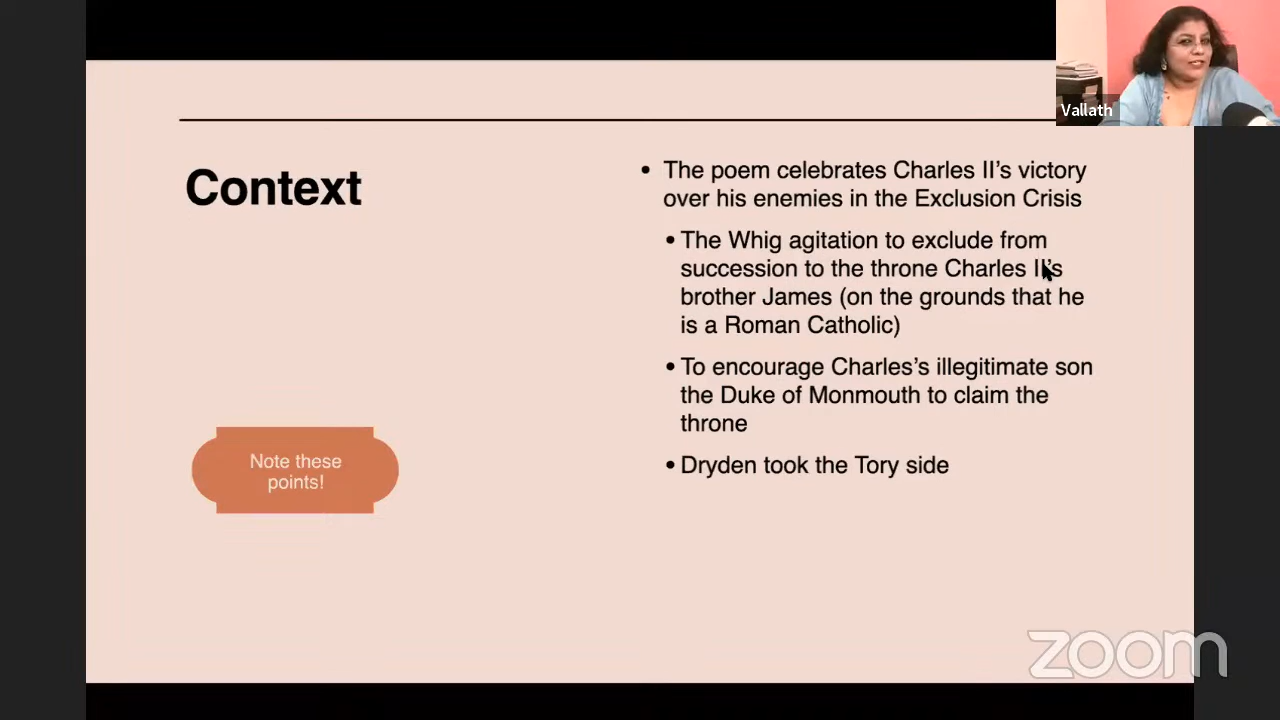 Vallath
Context
• The poem celebrates Charles II’s victory
over his enemies in the Exclusion Crisis
• The Whig agitation to exclude from
succession to the throne Charles II’s
brother James (on the grounds that he
is a Roman Catholic)
• To encourage Charles’s illegitimate son
the Duke of Monmouth to claim the
throne
• Dryden took the Tory side
Note these
points!
zoom